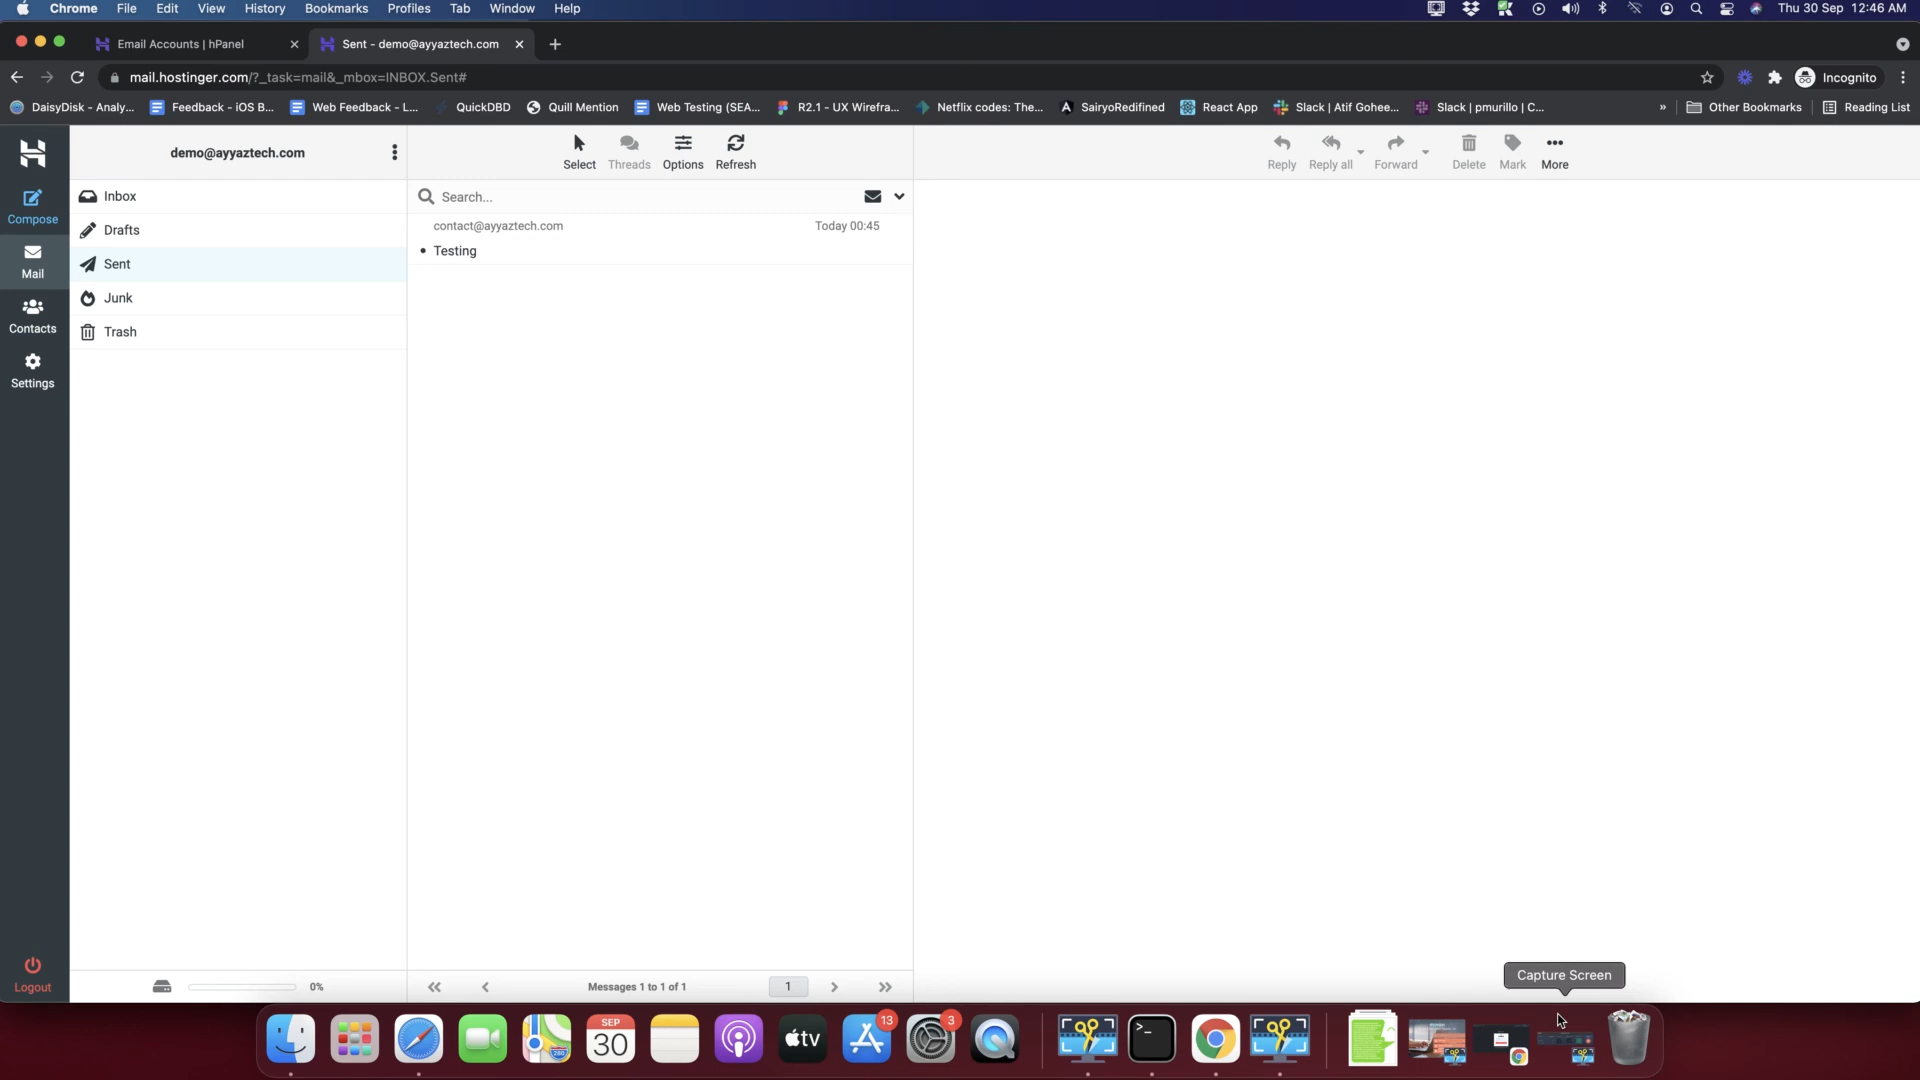 Chrome File Edit View History Bookmarks Profiles Tab Window Help Thu 30 Sep 12:46 AM
Email Accounts | hPanel Sent - demo@ayyaztech.com
mail.hostinger.com/?_task=mail&_mbox=INBOX.Sent# Incognito
DaisyDisk - Analy... Feedback - iOS B... Web Feedback - L... QuickDBD Quill Mention Web Testing (SEA... R2.1 - UX Wirefra... Netflix codes: The... SairyoRedifined React App Slack | Atif Gohee... Slack | pmurillo | C... » Other Bookmarks Reading List
demo@ayyaztech.com
Select Threads Options Refresh
Reply Reply all Forward Delete Mark More
Compose
Mail
Contacts
Settings
Logout
Inbox
Drafts
Sent
Junk
Trash
0%
Search...
contact@ayyaztech.com Today 00:45
• Testing
Messages 1 to 1 of 1 1
Capture Screen
SEP
30
280
tv
13
3
>_